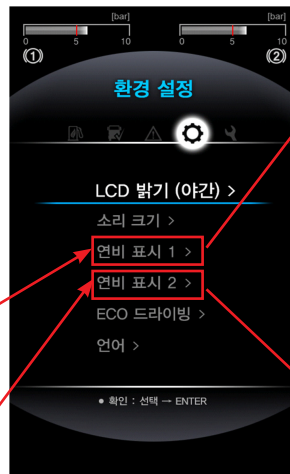 [bar] [bar]
0 5 10 0 5 10
① ②
환경 설정
LCD 밝기 (야간) >
소리 크기 >
연비 표시 1 >
연비 표시 2 >
ECO 드라이빙 >
언어 >
● 확인 : 선택 → ENTER